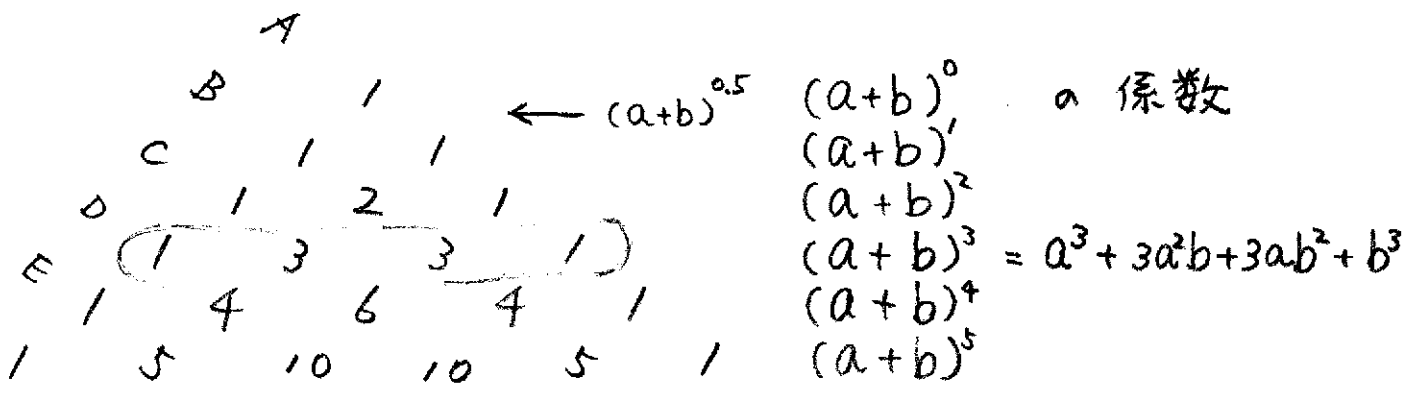 A
B 1 ← (a+b)^0.5 (a+b)^0 の 係数
C 1 1 (a+b)^1
D 1 2 1 (a+b)^2
E 1 3 3 1 (a+b)^3 = a^3+3a^2b+3ab^2+b^3
1 4 6 4 1 (a+b)^4
1 5 10 10 5 1 (a+b)^5